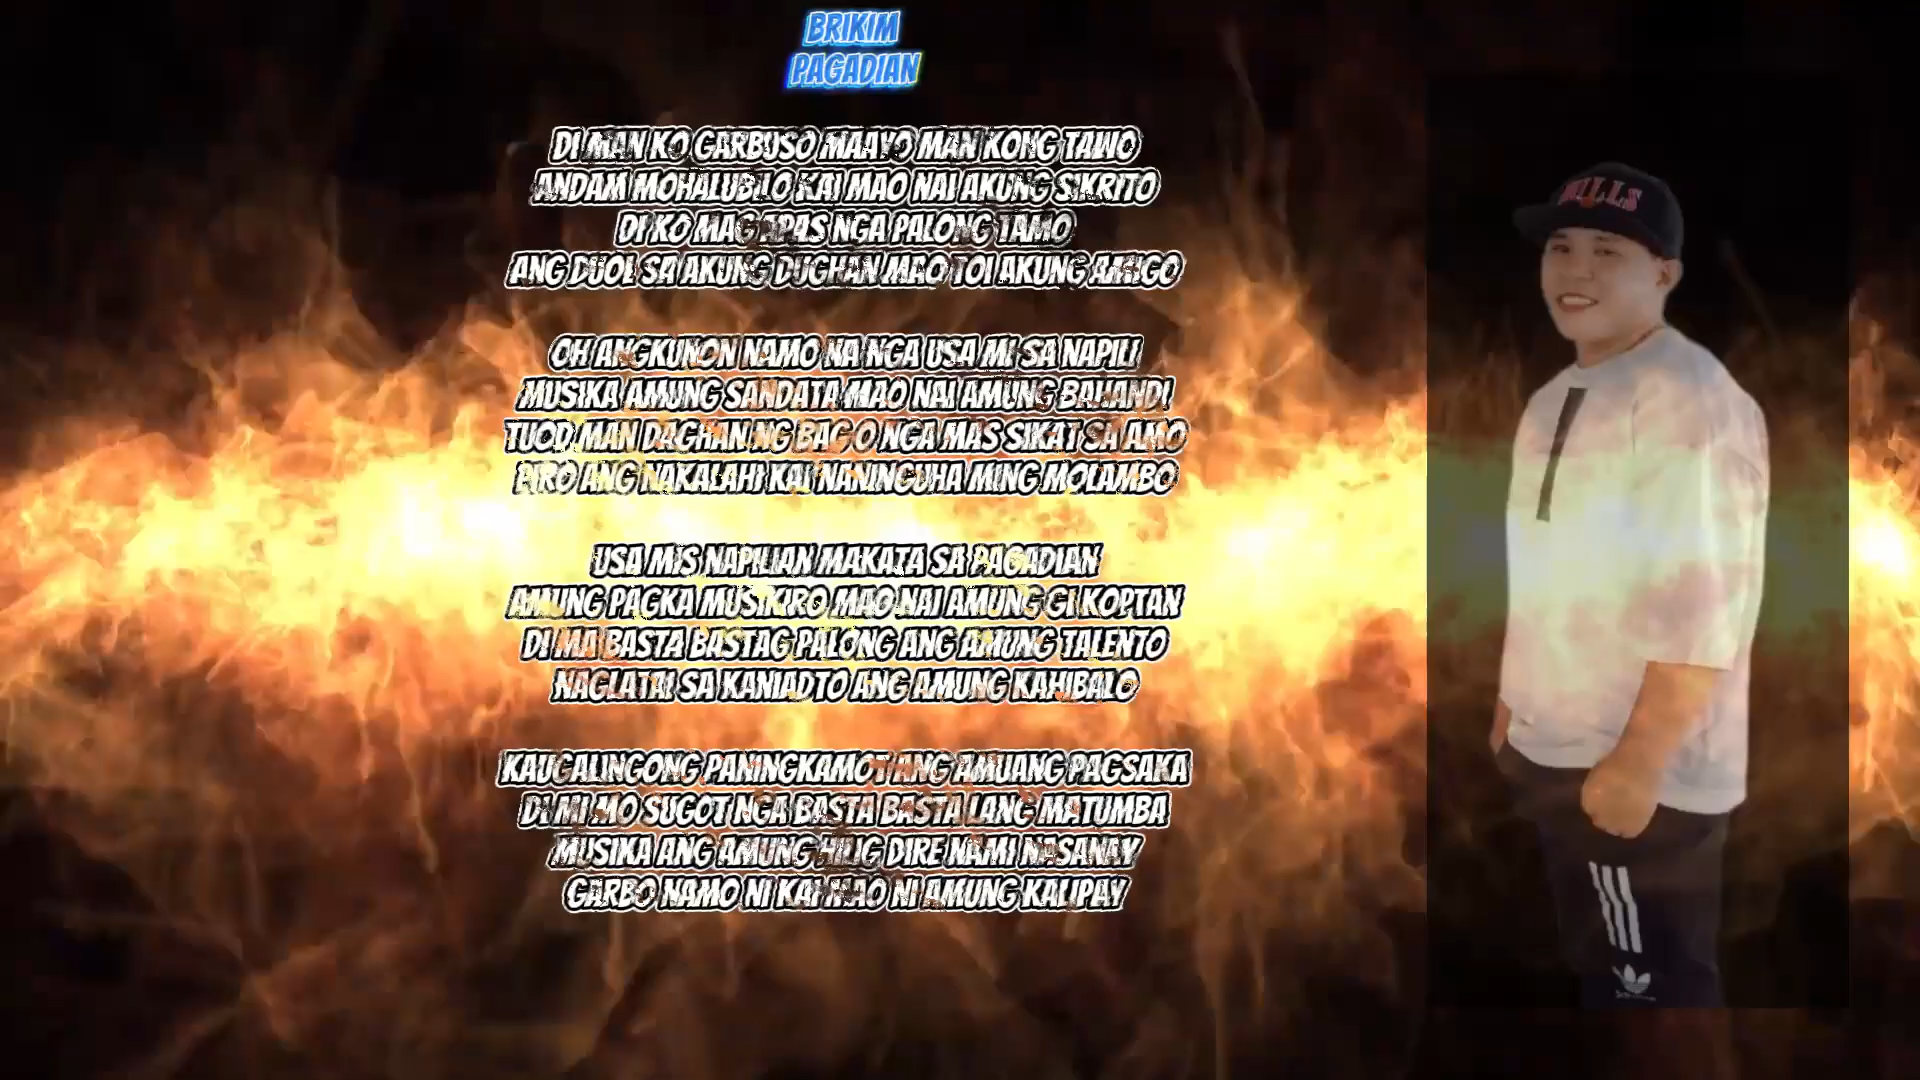 BRIKIM
PAGADIAN
DI MAN KO GARBUSO MAAYO MAN KONG TAWO
ANDAM MOHALUBILO KAI MAO NAI AKUNG SIKRITO
DI KO MAG APAS NGA PALONG TAMO
ANG DUOL SA AKUNG DUGHAN MAO TOI AKUNG AMIGO
OH ANGKUNON NAMO NA NGA USA MI SA NAPILI
MUSIKA AMUNG SANDATA MAO NAI AMUNG BAHANDI
TUOD MAN DAGHAN NG BAG O NGA MAS SIKAT SA AMO
PIRO ANG NAKALAHI KAI NANINGUHA MING MOLAMBO
USA MIS NAPILIAN MAKATA SA PAGADIAN
AMUNG PAGKA MUSIKIRO MAO NAI AMUNG GI KOPTAN
DI MA BASTA BASTAG PALONG ANG AMUNG TALENTO
NAGLATAI SA KANIADTO ANG AMUNG KAHIBALO
KAUGALINGONG PANINGKAMOT ANG AMUANG PAGSAKA
DI MI MO SUGOT NGA BASTA BASTA LANG MATUMBA
MUSIKA ANG AMUNG HILIG DIRE NAMI NASANAY
GARBO NAMO NI KAI MAO NI AMUNG KALIPAY
BULLS